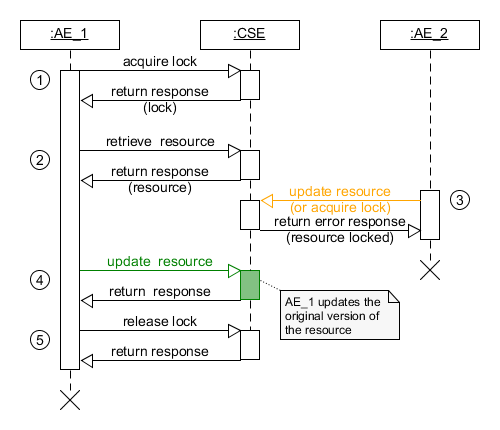 :AE_1
:CSE
:AE_2
1
acquire lock
return response
(lock)
2
retrieve resource
return response
(resource)
3
update resource
(or acquire lock)
return error response
(resource locked)
4
update resource
return response
AE_1 updates the
original version of
the resource
5
release lock
return response